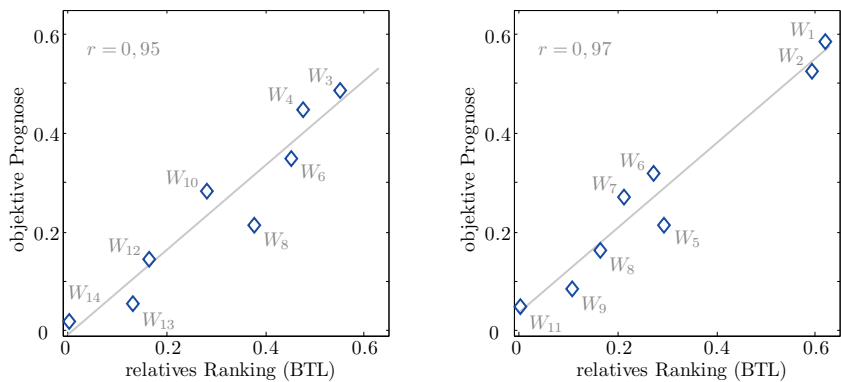 0.6
r = 0,95
W3
W4
0.4
W6
W10
0.2
W8
W12
W14
W13
0
0 0.2 0.4 0.6
objektive Prognose
relatives Ranking (BTL)
0.6
r = 0,97
W1
W2
0.4
W6
W7
0.2
W5
W8
W9
W11
0
0 0.2 0.4 0.6
objektive Prognose
relatives Ranking (BTL)